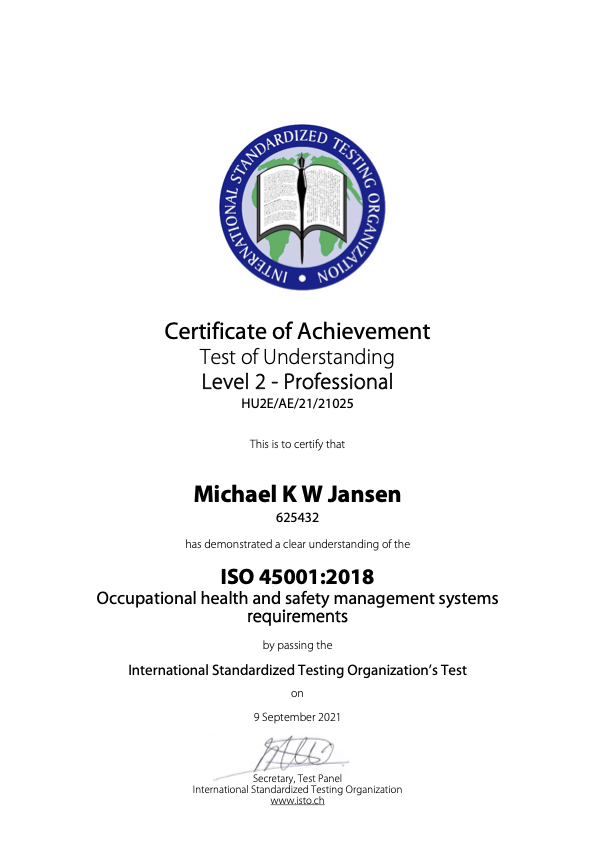 INTERNATIONAL STANDARDIZED TESTING ORGANIZATION
Certificate of Achievement
Test of Understanding
Level 2 - Professional
HU2E/AE/21/21025
This is to certify that
Michael K W Jansen
625432
has demonstrated a clear understanding of the
ISO 45001:2018
Occupational health and safety management systems
requirements
by passing the
International Standardized Testing Organization’s Test
on
9 September 2021
Secretary, Test Panel
International Standardized Testing Organization
www.isto.ch